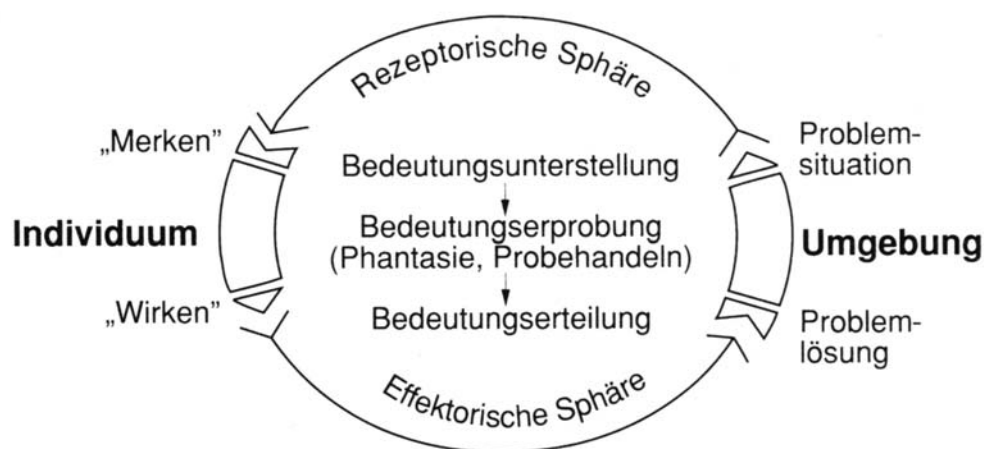 Rezeptorische Sphäre
„Merken”
Problem-
situation
Bedeutungsunterstellung
Individuum
Bedeutungserprobung
(Phantasie, Probehandeln)
Umgebung
„Wirken”
Bedeutungserteilung
Problem-
lösung
Effektorische Sphäre